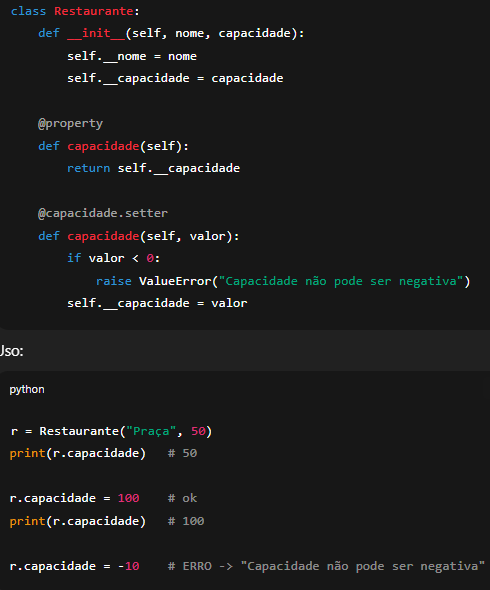 class Restaurante:
    def __init__(self, nome, capacidade):
        self.__nome = nome
        self.__capacidade = capacidade

    @property
    def capacidade(self):
        return self.__capacidade

    @capacidade.setter
    def capacidade(self, valor):
        if valor < 0:
            raise ValueError("Capacidade não pode ser negativa")
        self.__capacidade = valor
Uso:
python
r = Restaurante("Praça", 50)
print(r.capacidade)   # 50

r.capacidade = 100    # ok
print(r.capacidade)   # 100

r.capacidade = -10    # ERRO -> "Capacidade não pode ser negativa"